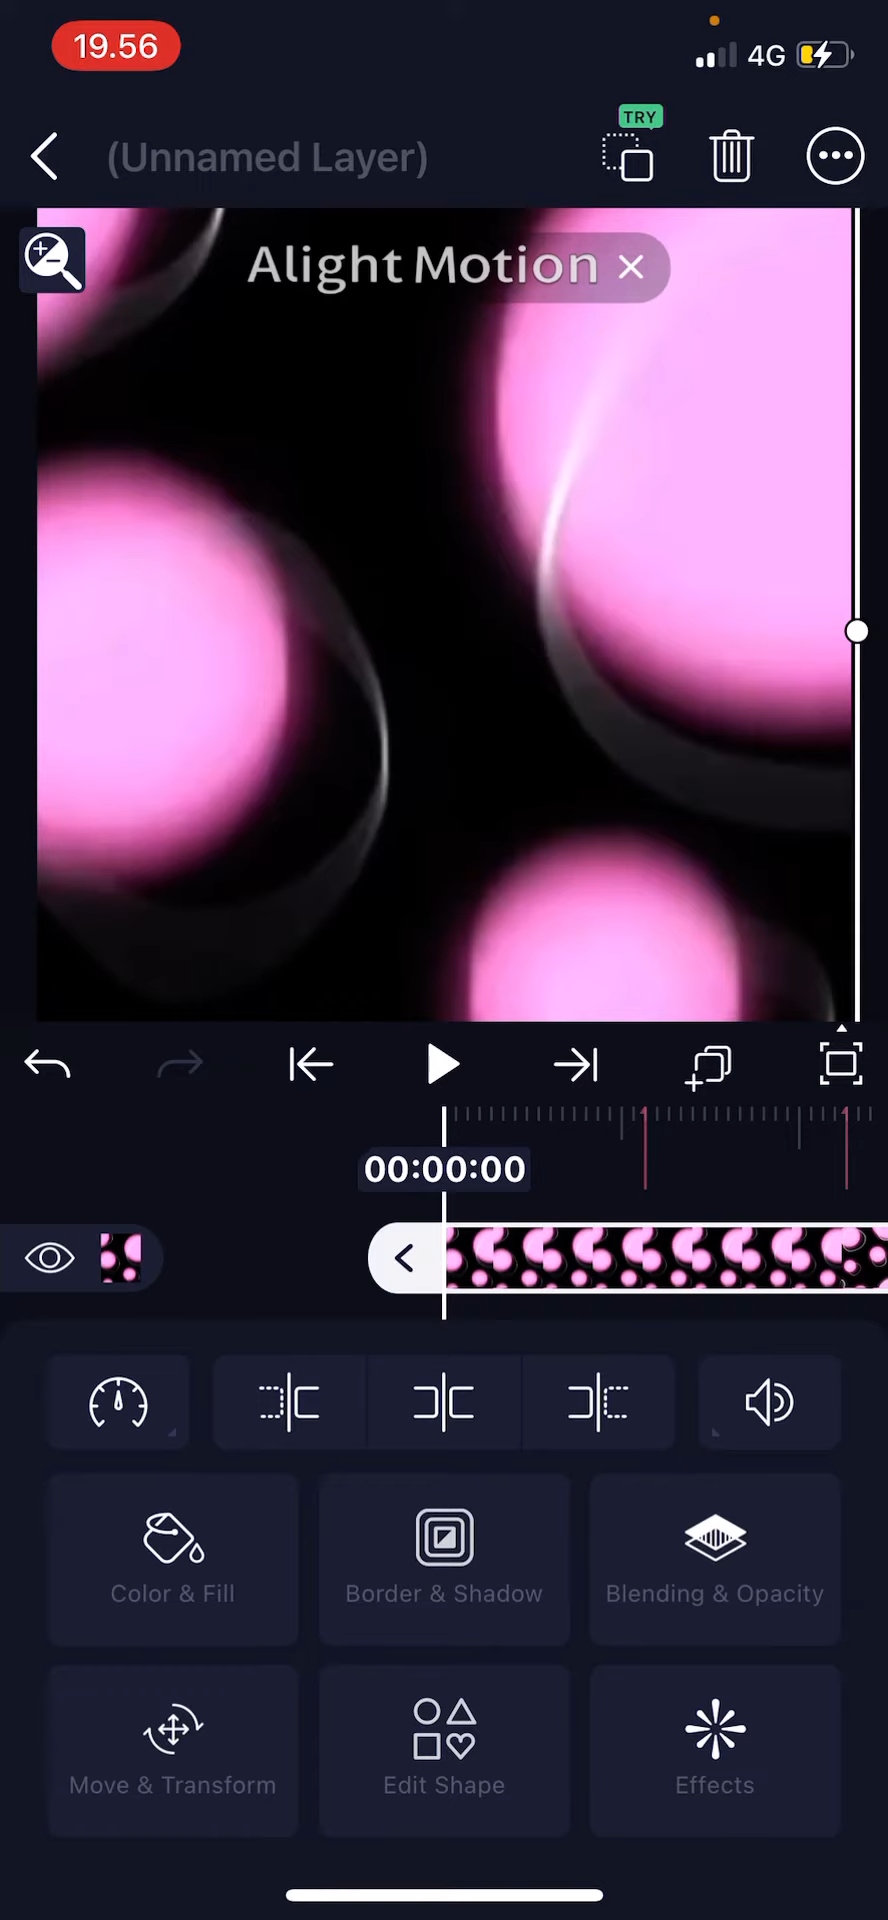 19.56
4G
TRY
(Unnamed Layer)
Alight Motion
00:00:00
Color & Fill
Border & Shadow
Blending & Opacity
Move & Transform
Edit Shape
Effects